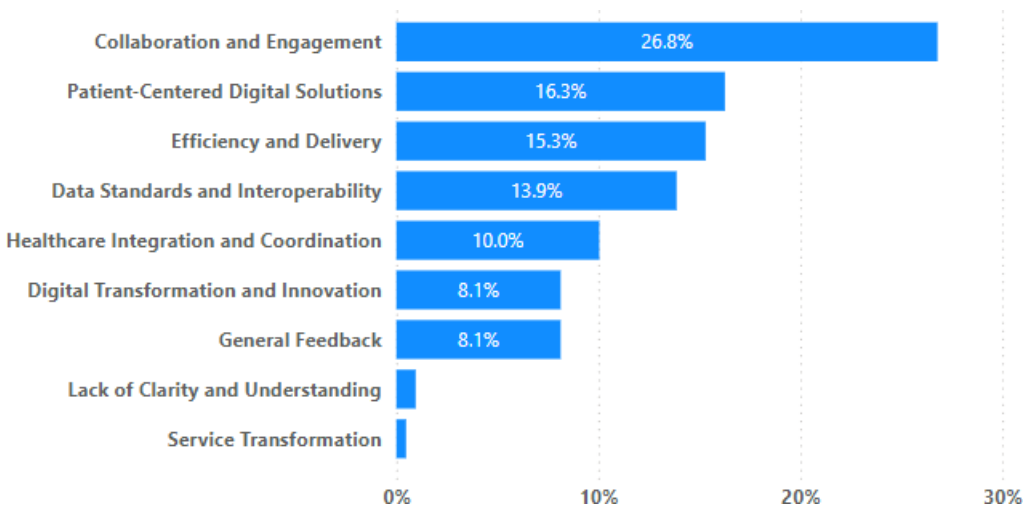 Collaboration and Engagement 26.8%
Patient-Centered Digital Solutions 16.3%
Efficiency and Delivery 15.3%
Data Standards and Interoperability 13.9%
Healthcare Integration and Coordination 10.0%
Digital Transformation and Innovation 8.1%
General Feedback 8.1%
Lack of Clarity and Understanding
Service Transformation
0% 10% 20% 30%